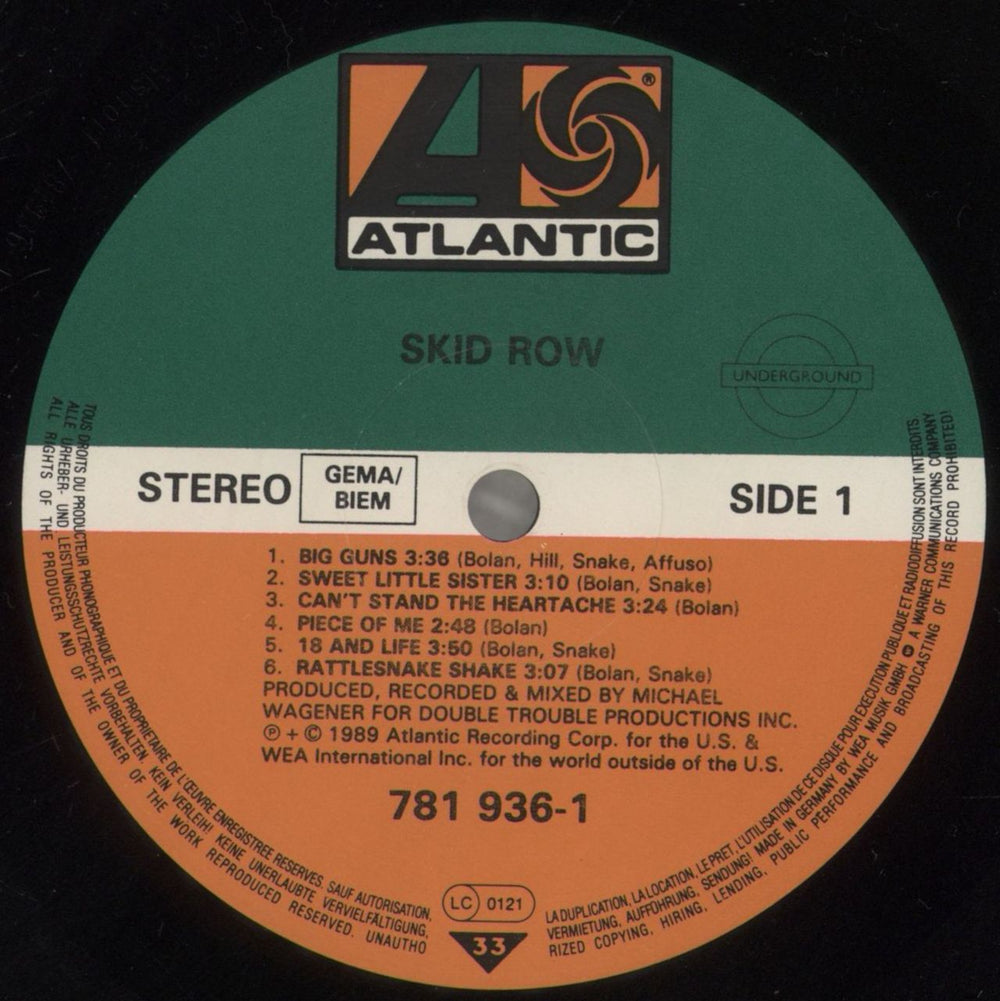 ®
ATLANTIC
SKID ROW
UNDERGROUND
STEREO
GEMA/
BIEM
SIDE 1
1. BIG GUNS 3:36 (Bolan, Hill, Snake, Affuso)
2. SWEET LITTLE SISTER 3:10 (Bolan, Snake)
3. CAN'T STAND THE HEARTACHE 3:24 (Bolan)
4. PIECE OF ME 2:48 (Bolan)
5. 18 AND LIFE 3:50 (Bolan, Snake)
6. RATTLESNAKE SHAKE 3:07 (Bolan, Snake)
PRODUCED, RECORDED & MIXED BY MICHAEL
WAGENER FOR DOUBLE TROUBLE PRODUCTIONS INC.
℗ + © 1989 Atlantic Recording Corp. for the U.S. &
WEA International Inc. for the world outside of the U.S.
781 936-1
LC 0121
33
TOUS DROITS DU PRODUCTEUR PHONOGRAPHIQUE ET DU PROPRIETAIRE DE L'ŒUVRE ENREGISTREE RESERVES. SAUF AUTORISATION,
LA DUPLICATION, LA LOCATION, LE PRET, L'UTILISATION DE CE DISQUE POUR EXECUTION PUBLIQUE ET RADIODIFFUSION SONT INTERDITS
ALLE URHEBER- UND LEISTUNGSSCHUTZRECHTE VORBEHALTEN. KEIN VERLEIH! KEINE UNERLAUBTE VERVIELFÄLTIGUNG,
VERMIETUNG, AUFFÜHRUNG, SENDUNG! MADE IN GERMANY BY WEA MUSIK GMBH A WARNER COMMUNICATIONS COMPANY
ALL RIGHTS OF THE PRODUCER AND OF THE OWNER OF THE WORK REPRODUCED RESERVED. UNAUTHO
RIZED COPYING, HIRING, LENDING, PUBLIC PERFORMANCE AND BROADCASTING OF THIS RECORD PROHIBITED!